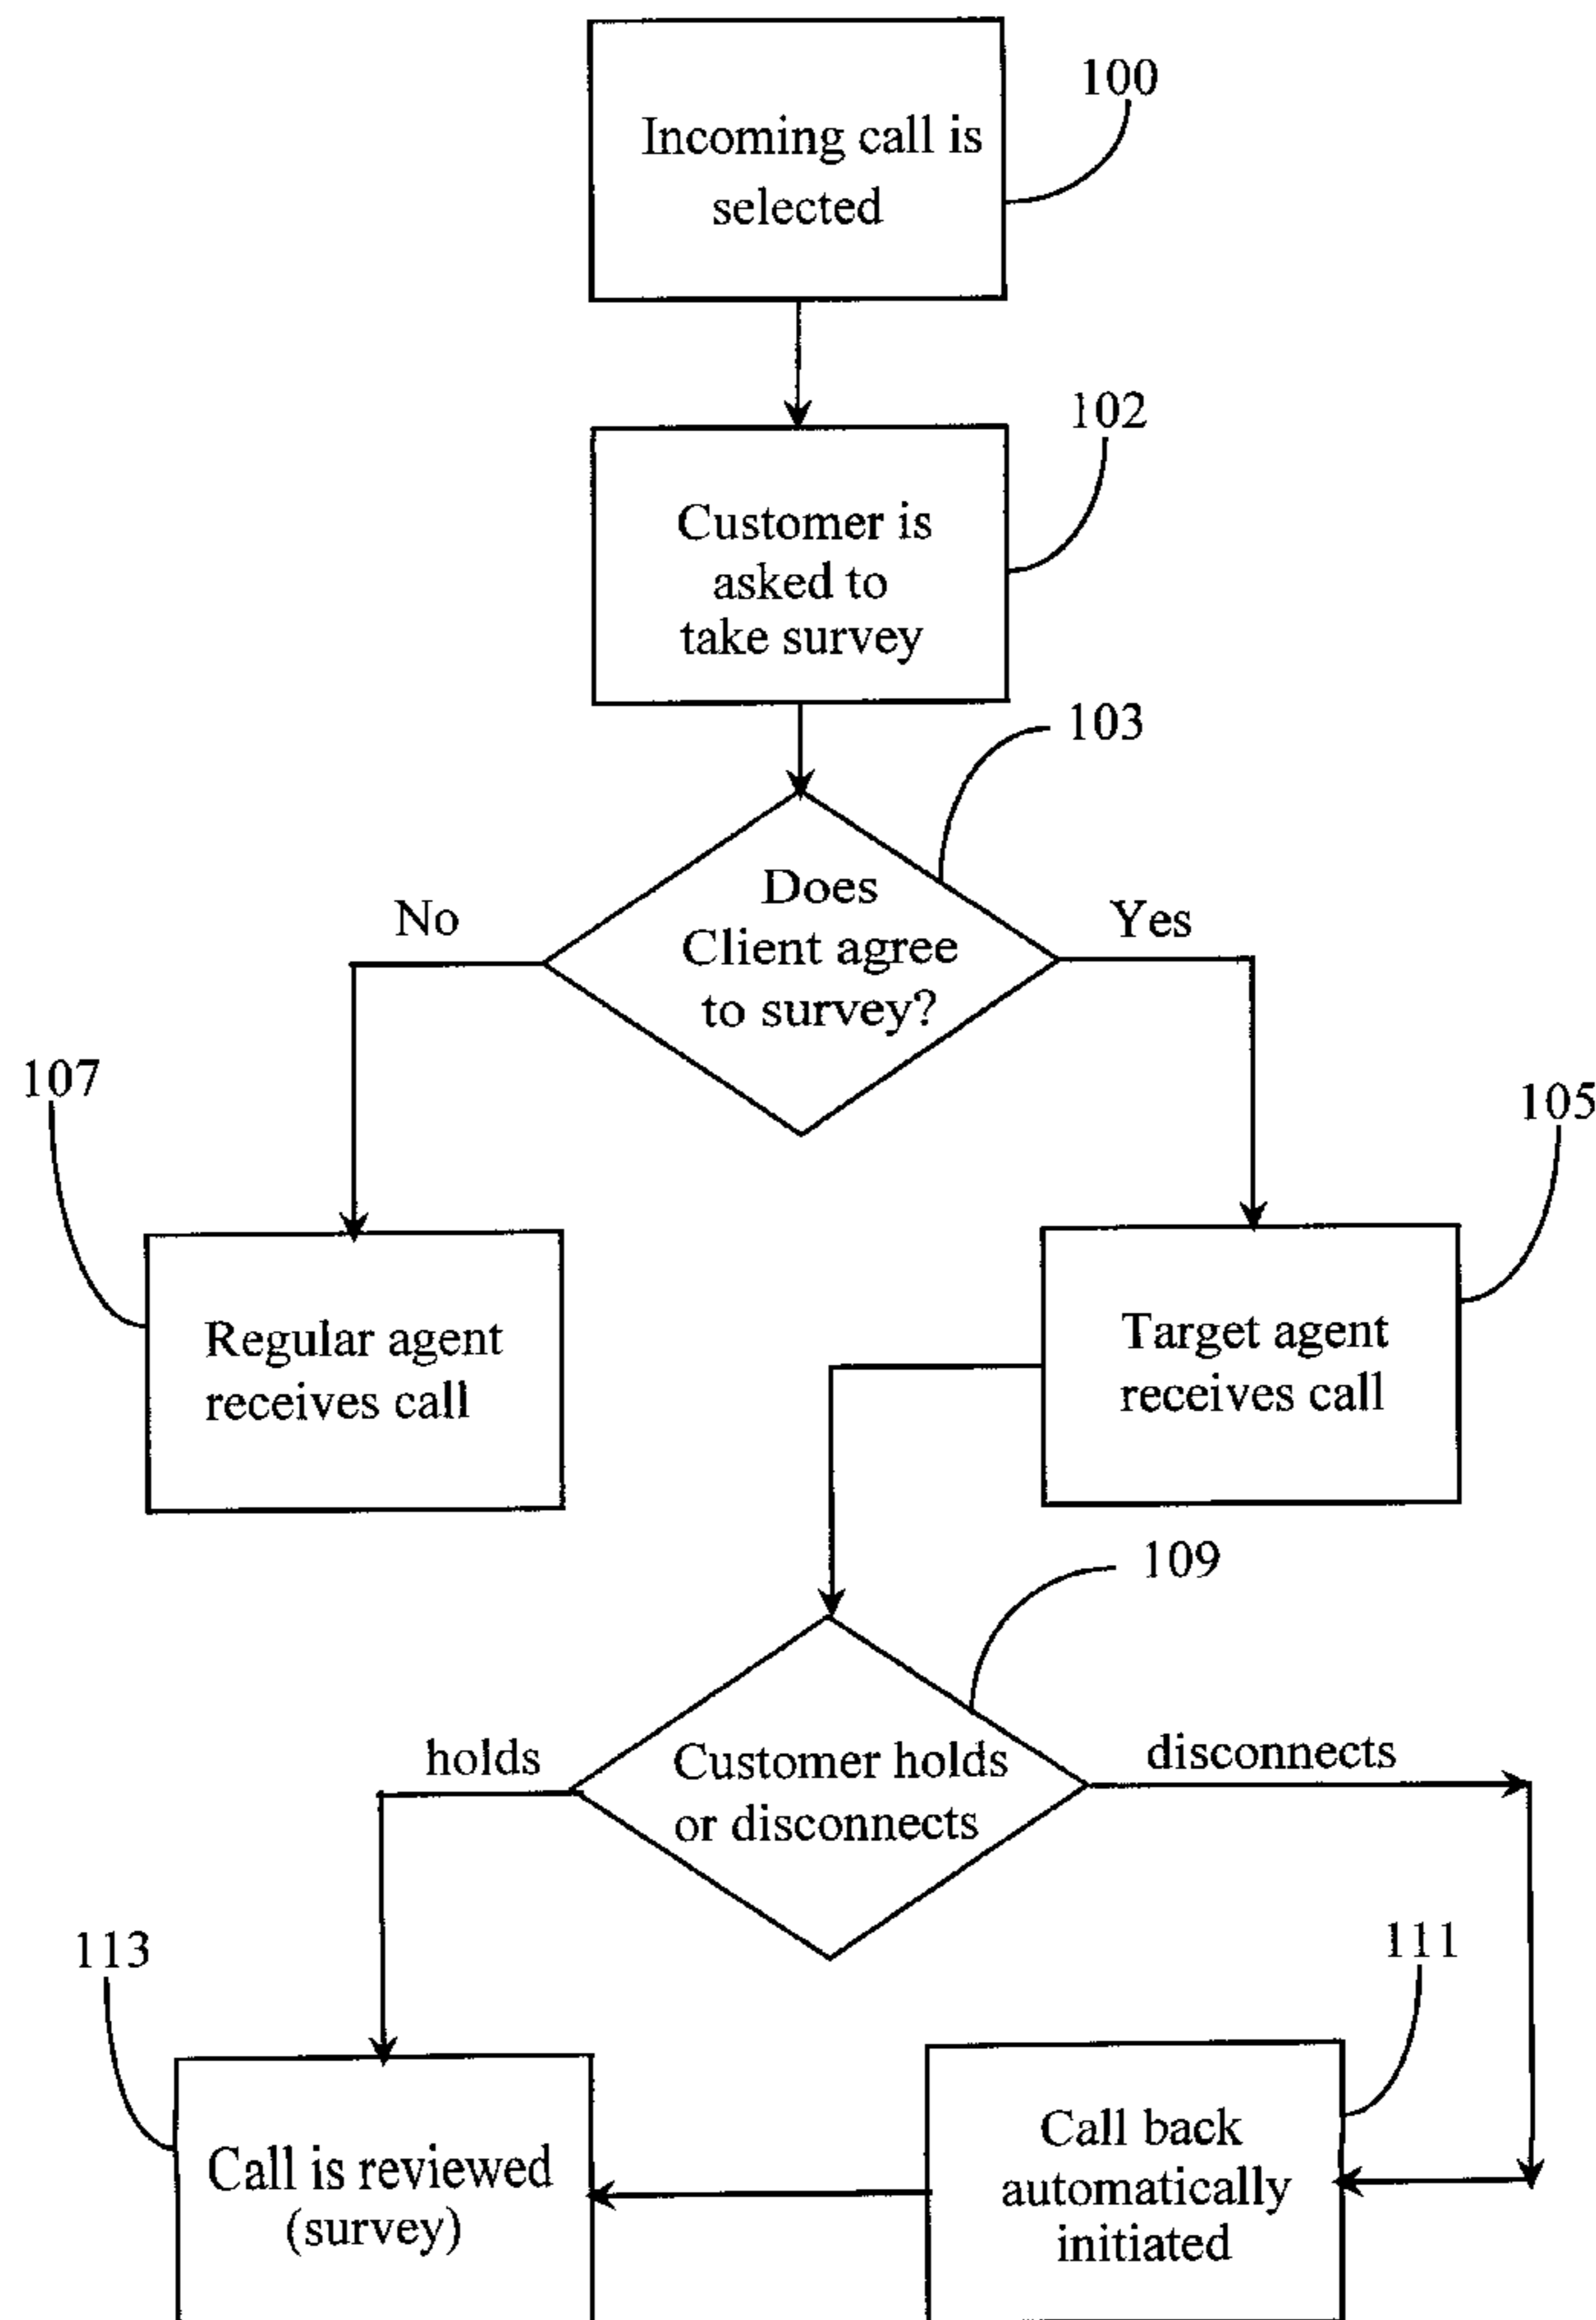 Incoming call is
selected
100
Customer is
asked to
take survey
102
103
Does
Client agree
to survey?
No
Yes
107
105
Regular agent
receives call
Target agent
receives call
109
Customer holds
or disconnects
holds
disconnects
113
111
Call is reviewed
(survey)
Call back
automatically
initiated